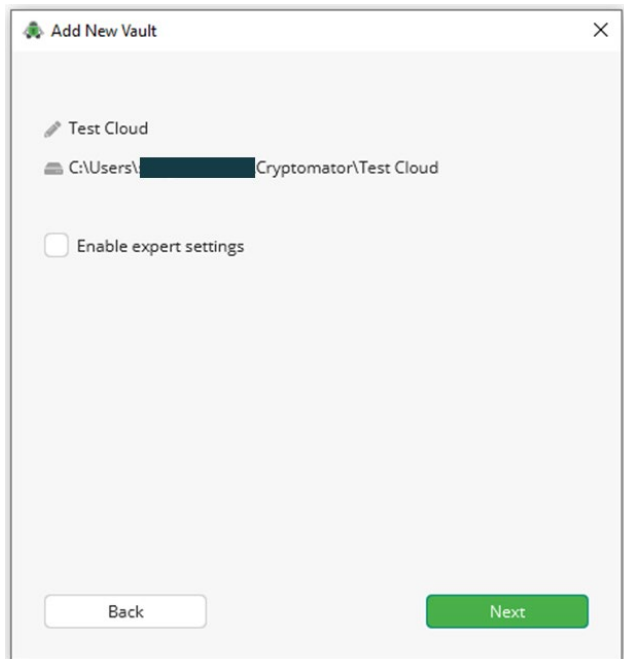 Add New Vault
Test Cloud
C:\Users\ Cryptomator\Test Cloud
Enable expert settings
Back
Next